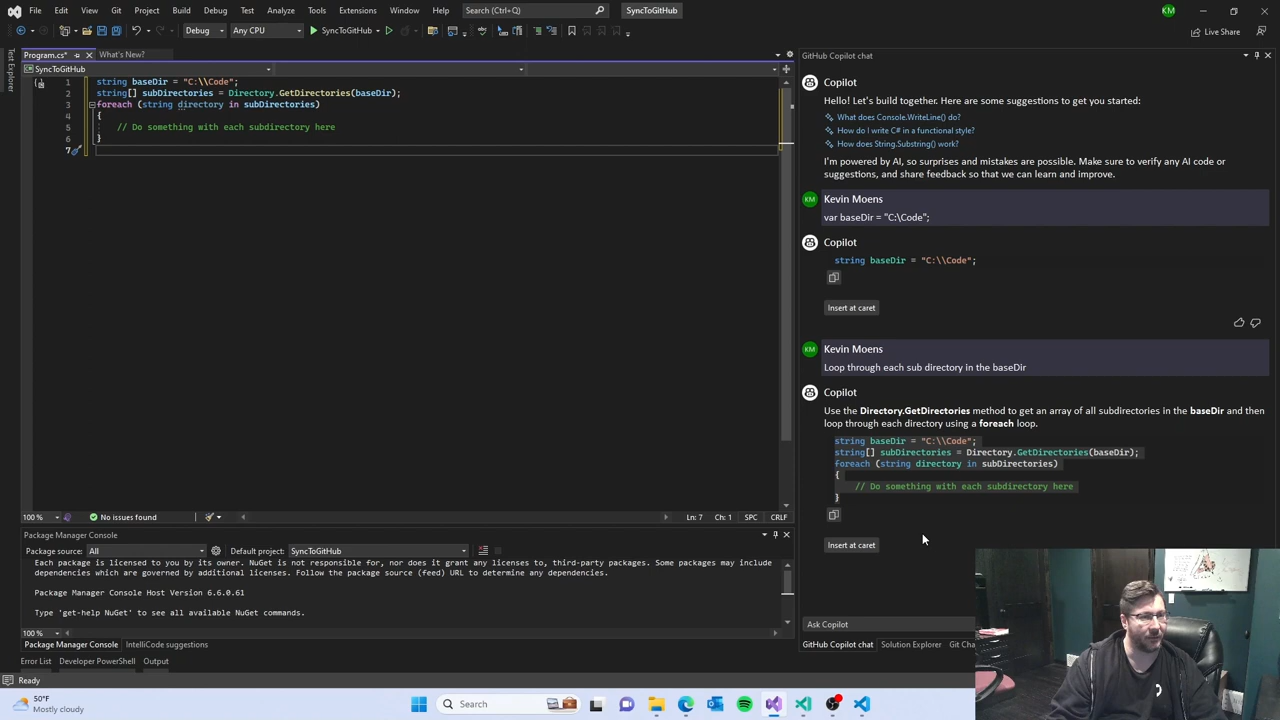 File Edit View Git Project Build Debug Test Analyze Tools Extensions Window Help Search (Ctrl+Q) SyncToGitHub KM
Debug Any CPU SyncToGitHub Live Share
Test Explorer
Program.cs* What's New?
SyncToGitHub
1 string baseDir = "C:\\Code";
2 string[] subDirectories = Directory.GetDirectories(baseDir);
3 foreach (string directory in subDirectories)
4 {
5 // Do something with each subdirectory here
6 }
7
100 % No issues found Ln: 7 Ch: 1 SPC CRLF
Package Manager Console
Package source: All Default project: SyncToGitHub
Each package is licensed to you by its owner. NuGet is not responsible for, nor does it grant any licenses to, third-party packages. Some packages may include
dependencies which are governed by additional licenses. Follow the package source (feed) URL to determine any dependencies.
Package Manager Console Host Version 6.6.0.61
Type 'get-help NuGet' to see all available NuGet commands.
100 %
Package Manager Console IntelliCode suggestions
Error List Developer PowerShell Output
Ready
GitHub Copilot chat
Copilot
Hello! Let's build together. Here are some suggestions to get you started:
What does Console.WriteLine() do?
How do I write C# in a functional style?
How does String.Substring() work?
I'm powered by AI, so surprises and mistakes are possible. Make sure to verify any AI code or
suggestions, and share feedback so that we can learn and improve.
KM Kevin Moens
var baseDir = "C:\Code";
Copilot
string baseDir = "C:\\Code";
Insert at caret
KM Kevin Moens
Loop through each sub directory in the baseDir
Copilot
Use the Directory.GetDirectories method to get an array of all subdirectories in the baseDir and then
loop through each directory using a foreach loop.
string baseDir = "C:\\Code";
string[] subDirectories = Directory.GetDirectories(baseDir);
foreach (string directory in subDirectories)
{
// Do something with each subdirectory here
}
Insert at caret
Ask Copilot
GitHub Copilot chat Solution Explorer Git Cha
50°F
Mostly cloudy
Search